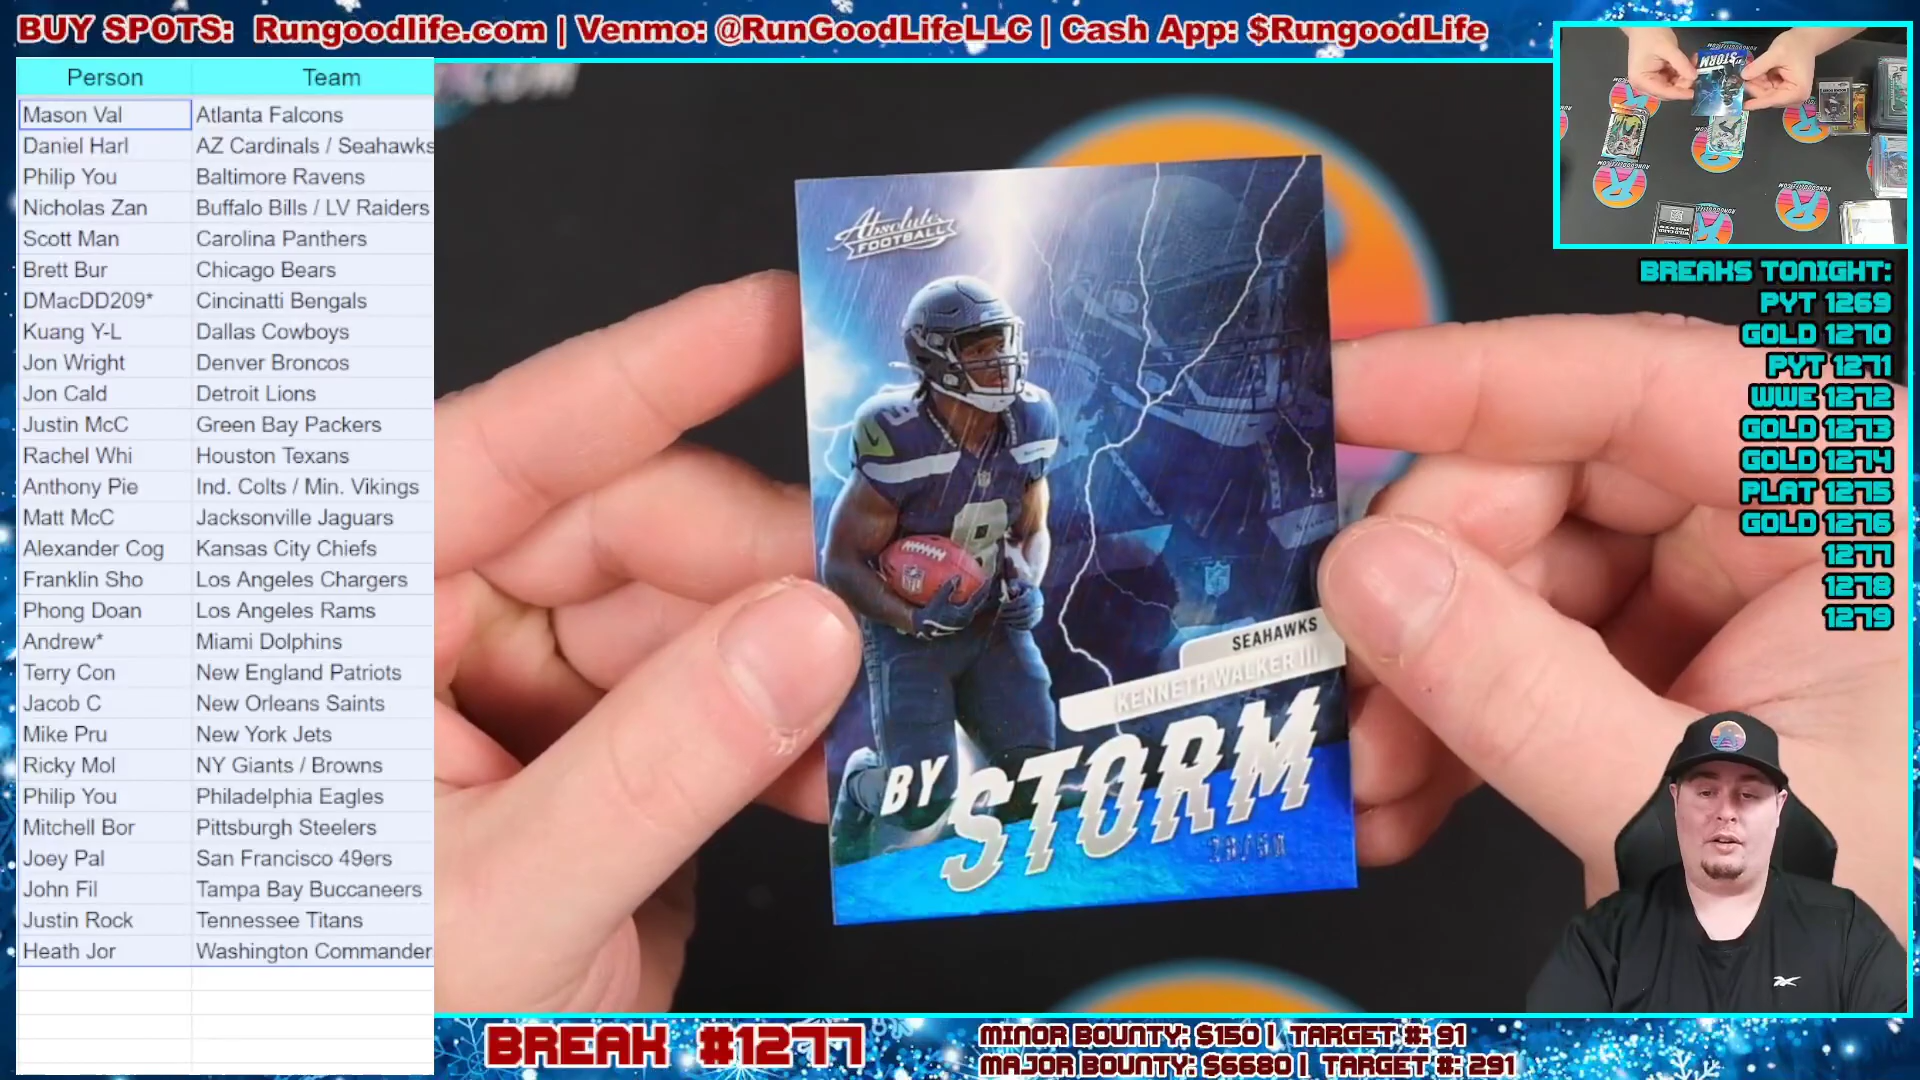 BUY SPOTS: Rungoodlife.com | Venmo: @RunGoodLifeLLC | Cash App: $RungoodLife
Person Team
Mason Val Atlanta Falcons
Daniel Harl AZ Cardinals / Seahawks
Philip You Baltimore Ravens
Nicholas Zan Buffalo Bills / LV Raiders
Scott Man Carolina Panthers
Brett Bur Chicago Bears
DMacDD209* Cincinatti Bengals
Kuang Y-L Dallas Cowboys
Jon Wright Denver Broncos
Jon Cald Detroit Lions
Justin McC Green Bay Packers
Rachel Whi Houston Texans
Anthony Pie Ind. Colts / Min. Vikings
Matt McC Jacksonville Jaguars
Alexander Cog Kansas City Chiefs
Franklin Sho Los Angeles Chargers
Phong Doan Los Angeles Rams
Andrew* Miami Dolphins
Terry Con New England Patriots
Jacob C New Orleans Saints
Mike Pru New York Jets
Ricky Mol NY Giants / Browns
Philip You Philadelphia Eagles
Mitchell Bor Pittsburgh Steelers
Joey Pal San Francisco 49ers
John Fil Tampa Bay Buccaneers
Justin Rock Tennessee Titans
Heath Jor Washington Commander
Absolute
FOOTBALL
8
NFL
SEAHAWKS
KENNETH WALKER III
BY STORM
STORM
BREAKS TONIGHT:
PYT 1269
GOLD 1270
PYT 1271
WWE 1272
GOLD 1273
GOLD 1274
PLAT 1275
GOLD 1276
1277
1278
1279
BREAK #1277
MINOR BOUNTY: $150 | TARGET #: 91
MAJOR BOUNTY: $6680 | TARGET #: 291